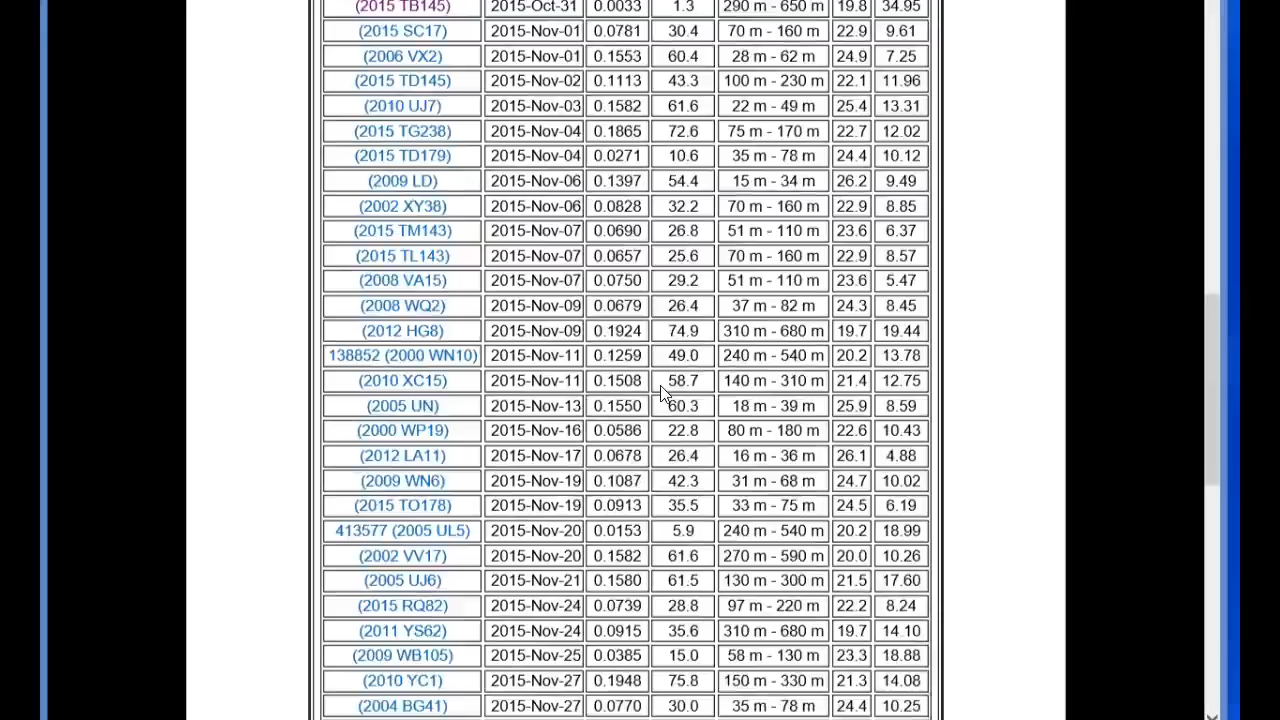 (2015 TB145) 2015-Oct-31 0.0033 1.3 290 m - 650 m 19.8 34.95
(2015 SC17) 2015-Nov-01 0.0781 30.4 70 m - 160 m 22.9 9.61
(2006 VX2) 2015-Nov-01 0.1553 60.4 28 m - 62 m 24.9 7.25
(2015 TD145) 2015-Nov-02 0.1113 43.3 100 m - 230 m 22.1 11.96
(2010 UJ7) 2015-Nov-03 0.1582 61.6 22 m - 49 m 25.4 13.31
(2015 TG238) 2015-Nov-04 0.1865 72.6 75 m - 170 m 22.7 12.02
(2015 TD179) 2015-Nov-04 0.0271 10.6 35 m - 78 m 24.4 10.12
(2009 LD) 2015-Nov-06 0.1397 54.4 15 m - 34 m 26.2 9.49
(2002 XY38) 2015-Nov-06 0.0828 32.2 70 m - 160 m 22.9 8.85
(2015 TM143) 2015-Nov-07 0.0690 26.8 51 m - 110 m 23.6 6.37
(2015 TL143) 2015-Nov-07 0.0657 25.6 70 m - 160 m 22.9 8.57
(2008 VA15) 2015-Nov-07 0.0750 29.2 51 m - 110 m 23.6 5.47
(2008 WQ2) 2015-Nov-09 0.0679 26.4 37 m - 82 m 24.3 8.45
(2012 HG8) 2015-Nov-09 0.1924 74.9 310 m - 680 m 19.7 19.44
138852 (2000 WN10) 2015-Nov-11 0.1259 49.0 240 m - 540 m 20.2 13.78
(2010 XC15) 2015-Nov-11 0.1508 58.7 140 m - 310 m 21.4 12.75
(2005 UN) 2015-Nov-13 0.1550 60.3 18 m - 39 m 25.9 8.59
(2000 WP19) 2015-Nov-16 0.0586 22.8 80 m - 180 m 22.6 10.43
(2012 LA11) 2015-Nov-17 0.0678 26.4 16 m - 36 m 26.1 4.88
(2009 WN6) 2015-Nov-19 0.1087 42.3 31 m - 68 m 24.7 10.02
(2015 TO178) 2015-Nov-19 0.0913 35.5 33 m - 75 m 24.5 6.19
413577 (2005 UL5) 2015-Nov-20 0.0153 5.9 240 m - 540 m 20.2 18.99
(2002 VV17) 2015-Nov-20 0.1582 61.6 270 m - 590 m 20.0 10.26
(2005 UJ6) 2015-Nov-21 0.1580 61.5 130 m - 300 m 21.5 17.60
(2015 RQ82) 2015-Nov-24 0.0739 28.8 97 m - 220 m 22.2 8.24
(2011 YS62) 2015-Nov-24 0.0915 35.6 310 m - 680 m 19.7 14.10
(2009 WB105) 2015-Nov-25 0.0385 15.0 58 m - 130 m 23.3 18.88
(2010 YC1) 2015-Nov-27 0.1948 75.8 150 m - 330 m 21.3 14.08
(2004 BG41) 2015-Nov-27 0.0770 30.0 35 m - 78 m 24.4 10.25